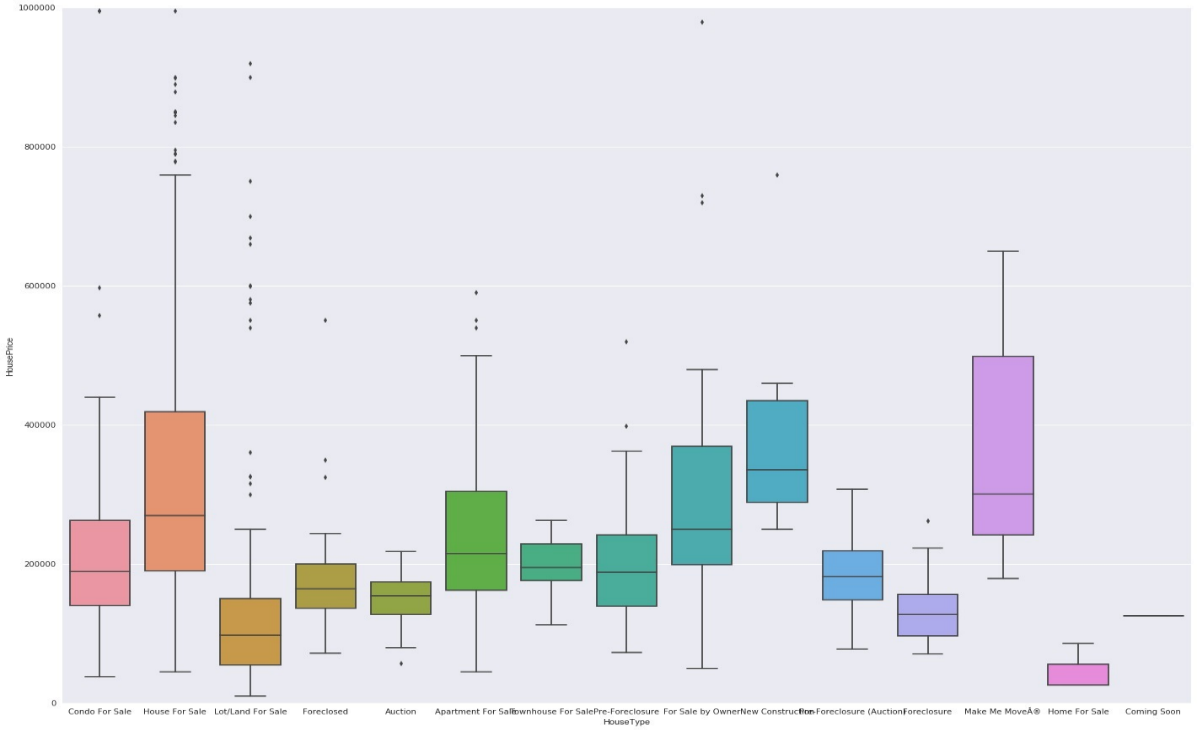 1000000
800000
600000
400000
200000
0
HousePrice
Condo For Sale House For Sale Lot/Land For Sale Foreclosed Auction Apartment For Sale Townhouse For Sale Pre-Foreclosure For Sale by Owner New Construction Pre-Foreclosure (Auction) Foreclosure Make Me MoveÂ® Home For Sale Coming Soon
HouseType